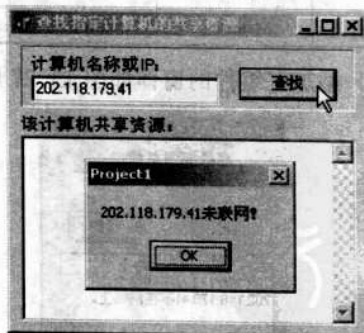 查找指定计算机的共享资源
计算机名称或IP:
202.118.179.41
查找
该计算机共享资源:
Project1
202.118.179.41未联网!
OK